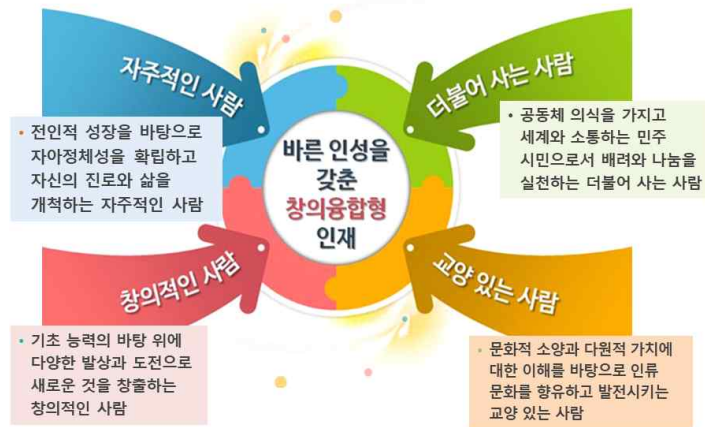 자주적인 사람
• 전인적 성장을 바탕으로
자아정체성을 확립하고
자신의 진로와 삶을
개척하는 자주적인 사람
더불어 사는 사람
• 공동체 의식을 가지고
세계와 소통하는 민주
시민으로서 배려와 나눔을
실천하는 더불어 사는 사람
바른 인성을
갖춘
창의융합형
인재
창의적인 사람
• 기초 능력의 바탕 위에
다양한 발상과 도전으로
새로운 것을 창출하는
창의적인 사람
교양 있는 사람
• 문화적 소양과 다원적 가치에
대한 이해를 바탕으로 인류
문화를 향유하고 발전시키는
교양 있는 사람